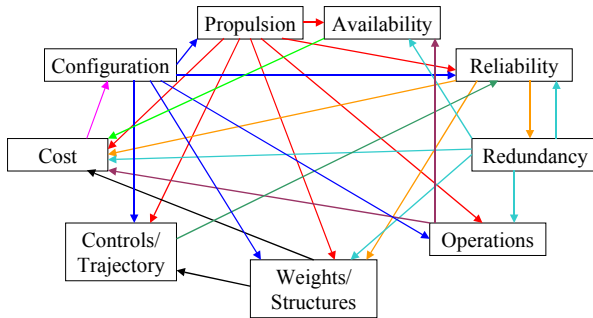 Propulsion
Availability
Configuration
Reliability
Cost
Redundancy
Controls/
Trajectory
Operations
Weights/
Structures